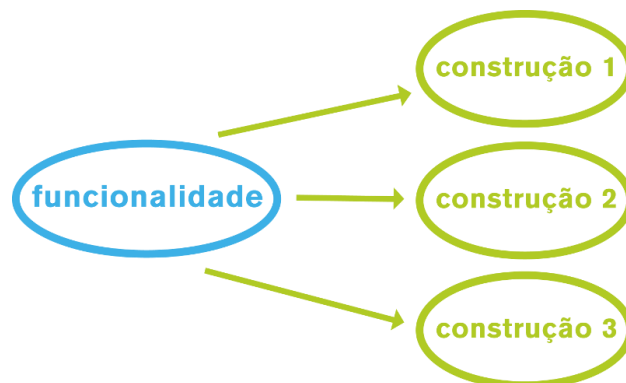 construção 1
funcionalidade
construção 2
construção 3